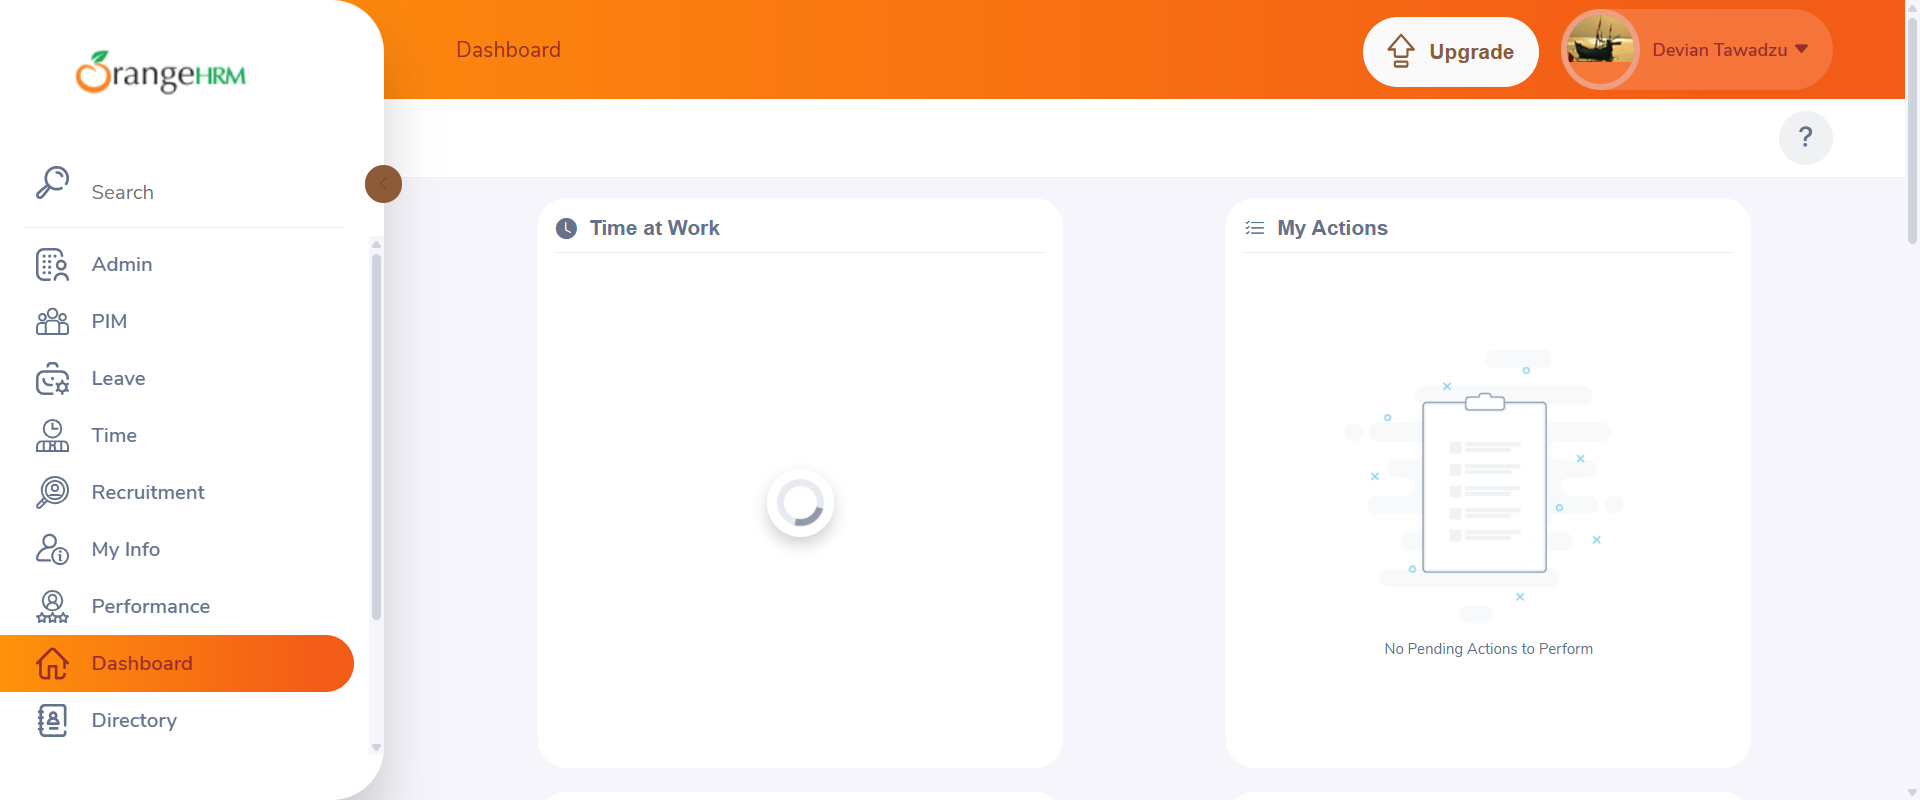 OrangeHRM
Dashboard
Upgrade
Devian Tawadzu
?
Search
Admin
PIM
Leave
Time
Recruitment
My Info
Performance
Dashboard
Directory
Time at Work
My Actions
No Pending Actions to Perform